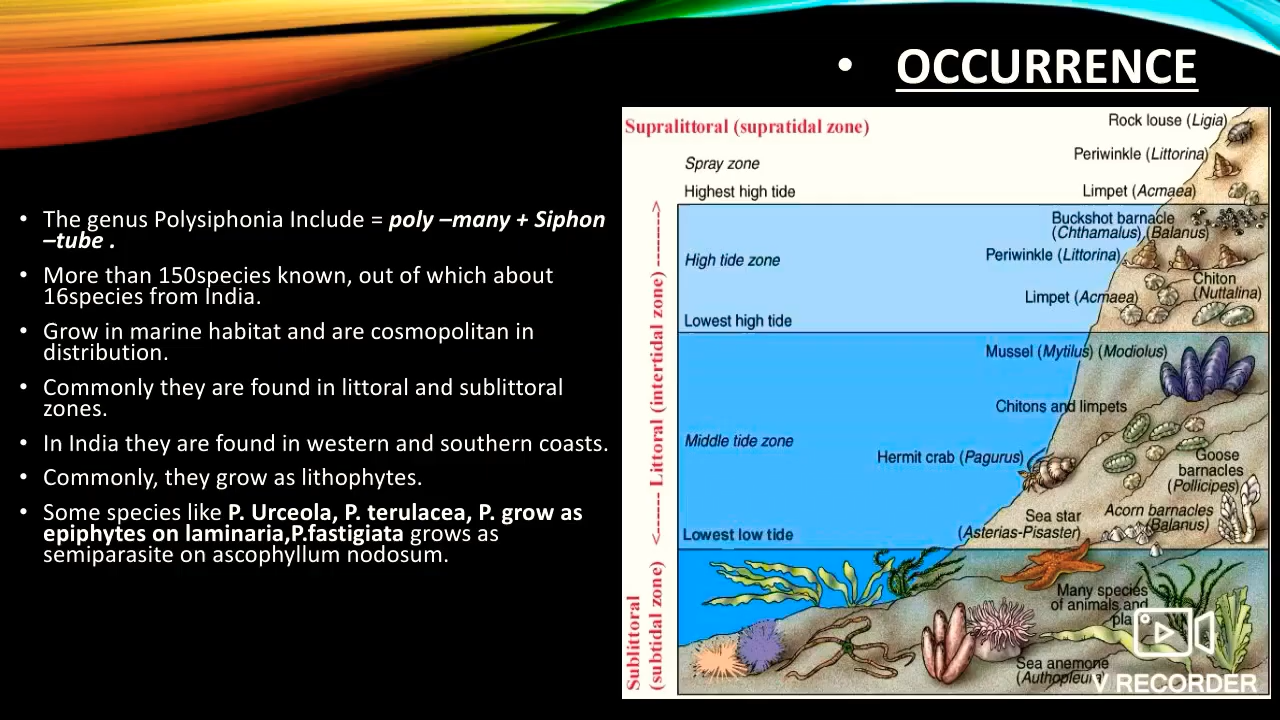 • OCCURRENCE
• The genus Polysiphonia Include = poly –many + Siphon
–tube .
• More than 150species known, out of which about
16species from India.
• Grow in marine habitat and are cosmopolitan in
distribution.
• Commonly they are found in littoral and sublittoral
zones.
• In India they are found in western and southern coasts.
• Commonly, they grow as lithophytes.
• Some species like P. Urceola, P. terulacea, P. grow as
epiphytes on laminaria,P.fastigiata grows as
semiparasite on ascophyllum nodosum.
Supralittoral (supratidal zone)
Rock louse (Ligia)
Periwinkle (Littorina)
Spray zone
Limpet (Acmaea)
Highest high tide
Buckshot barnacle
(Chthamalus) (Balanus)
Periwinkle (Littorina)
High tide zone
Chiton
(Nuttalina)
Limpet (Acmaea)
Lowest high tide
<----- Littoral (intertidal zone) ------>
Mussel (Mytilus) (Modiolus)
Chitons and limpets
Middle tide zone
Hermit crab (Pagurus)
Goose
barnacles
(Pollicipes)
Sea star
(Asterias-Pisaster)
Acorn barnacles
(Balanus)
Lowest low tide
Sublittoral
(subtidal zone)
Many species
of animals and
Sea anemone
V RECORDER